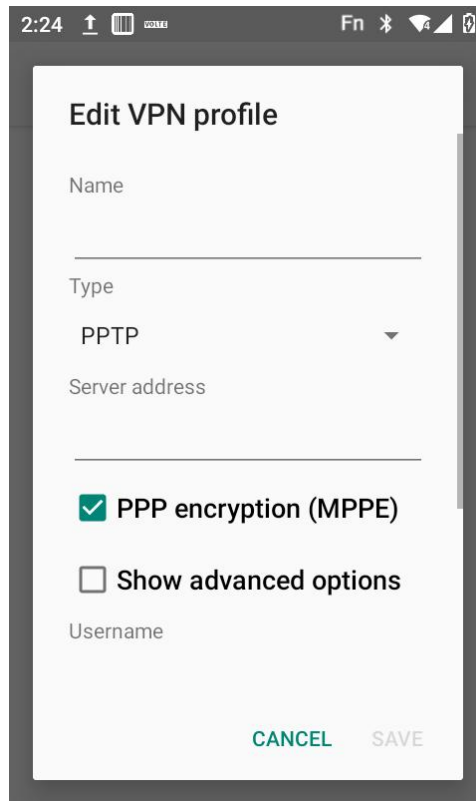 2:24 VOLTE Fn 4
Edit VPN profile
Name
Type
PPTP
Server address
PPP encryption (MPPE)
Show advanced options
Username
CANCEL SAVE